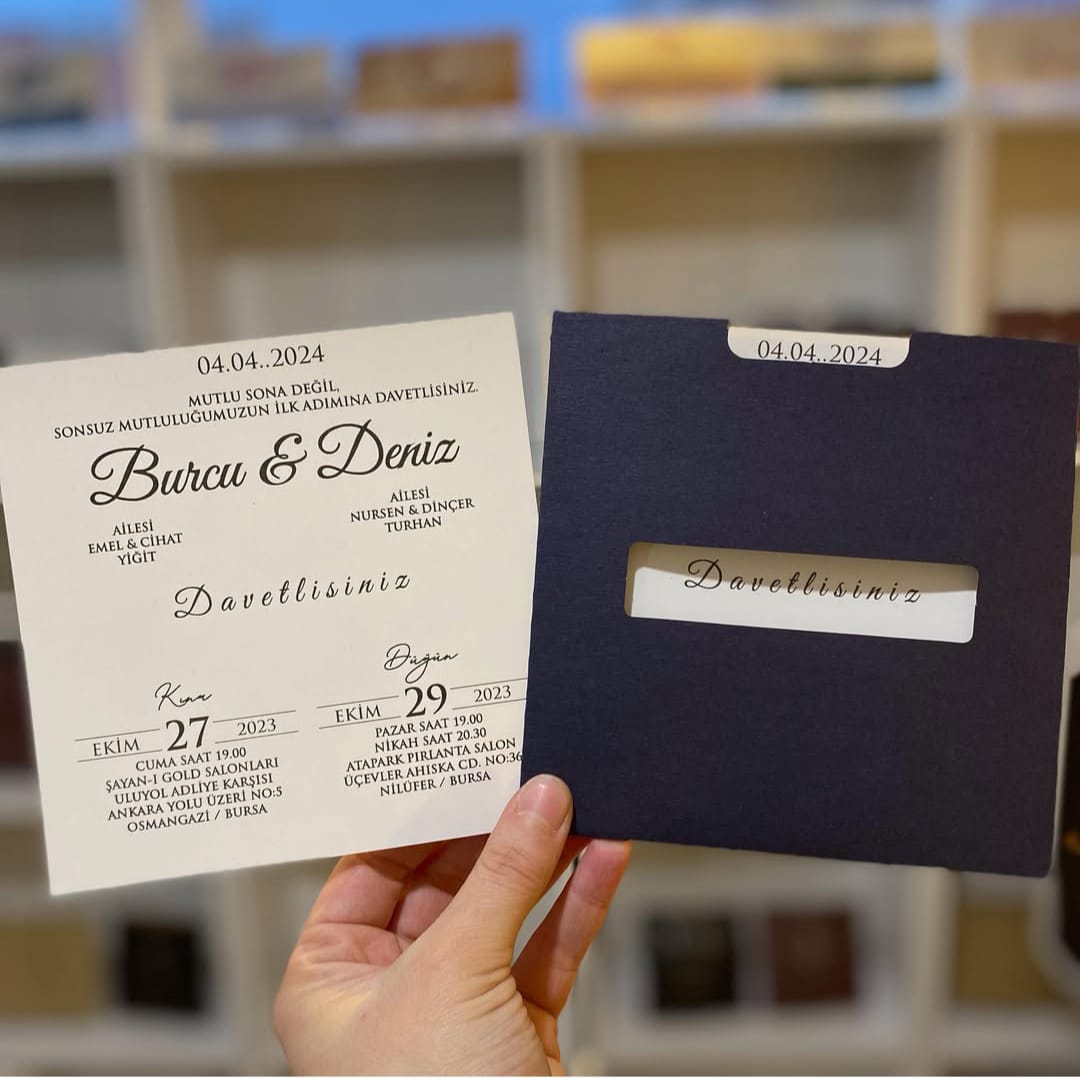 04.04..2024
MUTLU SONA DEĞİL,
SONSUZ MUTLULUĞUMUZUN İLK ADIMINA DAVETLİSİNİZ.
Burcu & Deniz
AİLESİ
EMEL & CİHAT
YİĞİT
AİLESİ
NURSEN & DİNÇER
TURHAN
Davetlisiniz
Kına
EKİM 27 2023
CUMA SAAT 19.00
ŞAYAN-I GOLD SALONLARI
ULUYOL ADLİYE KARŞISI
ANKARA YOLU ÜZERİ NO:5
OSMANGAZİ / BURSA
Düğün
EKİM 29 2023
PAZAR SAAT 19.00
NİKAH SAAT 20.30
ATAPARK PIRLANTA SALON
ÜÇEVLER AHISKA CD. NO:36
NİLÜFER / BURSA
04.04..2024
Davetlisiniz